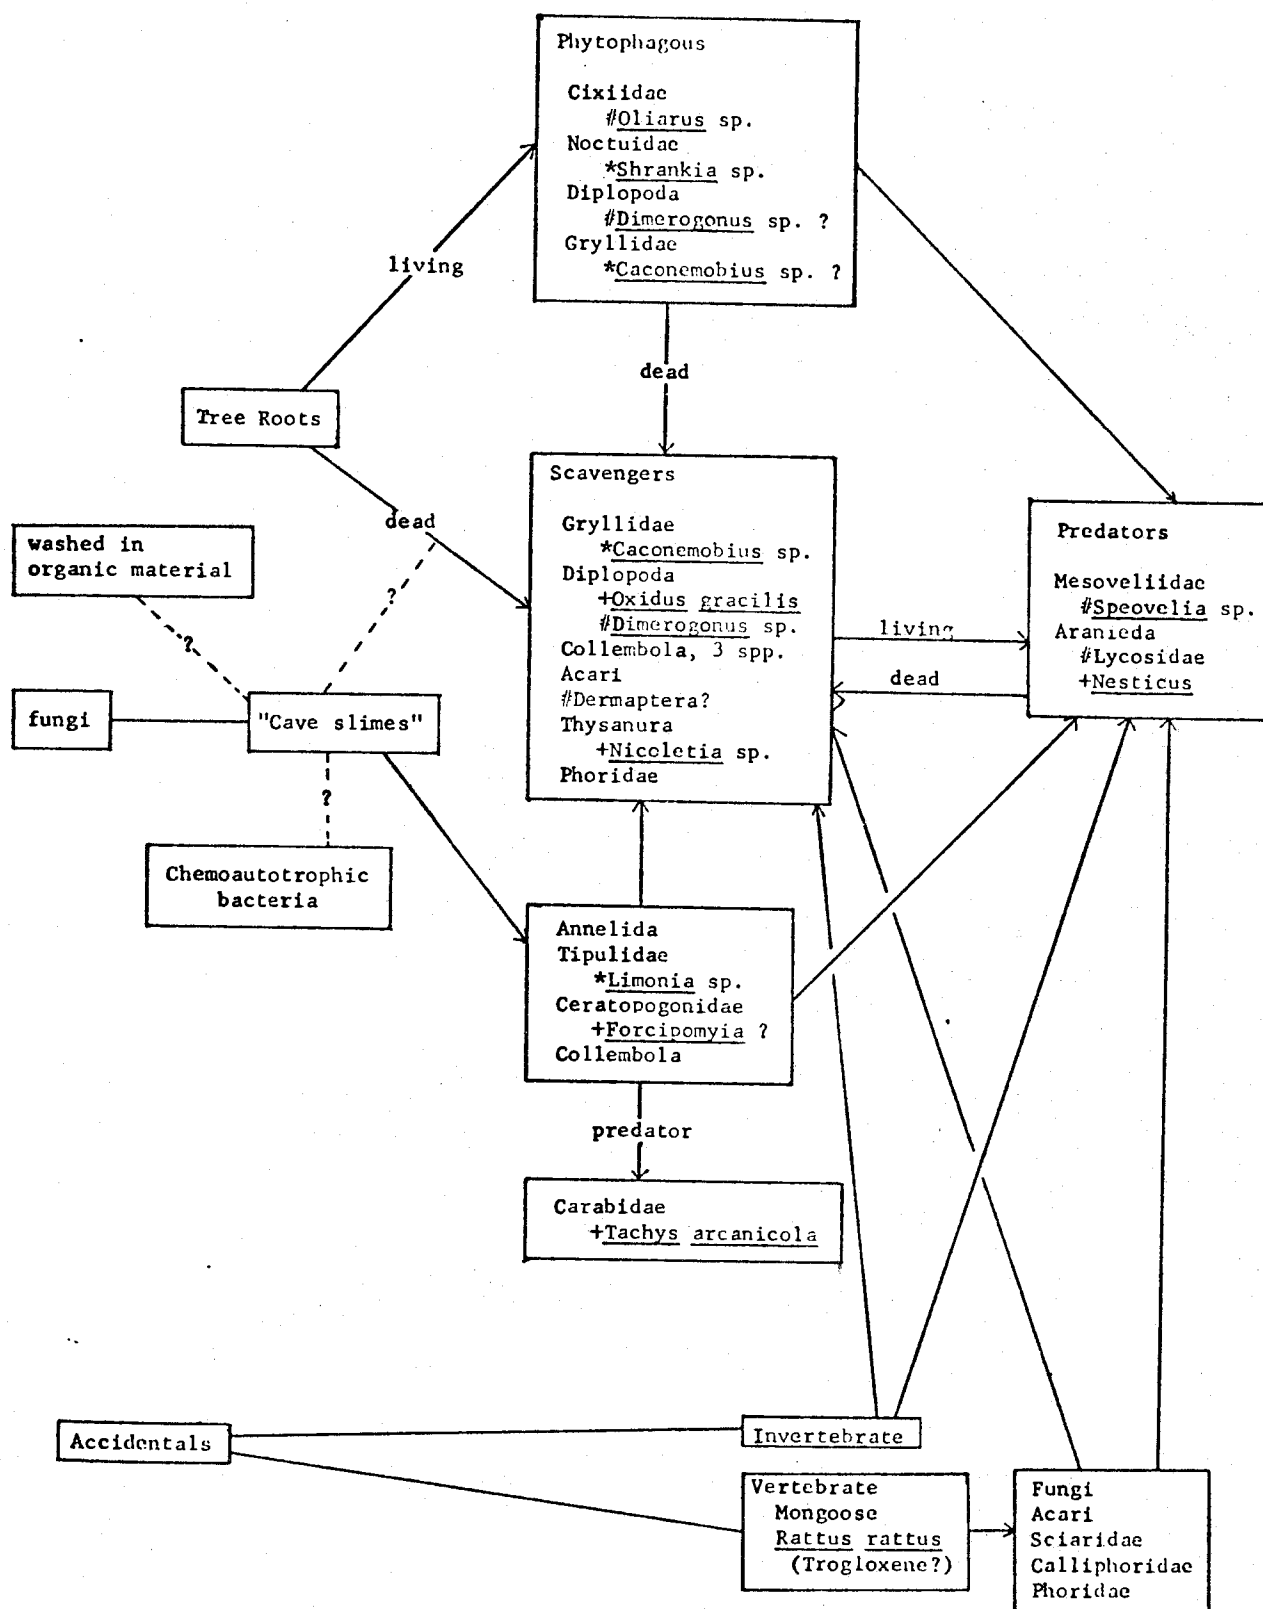 Phytophagous
Cixiidae
#Oliarus sp.
Noctuidae
*Shrankia sp.
Diplopoda
#Dimerogonus sp. ?
Gryllidae
*Caconemobius sp. ?
living
dead
Tree Roots
dead
Scavengers
Gryllidae
*Caconemobius sp.
Diplopoda
+Oxidus gracilis
#Dimerogonus sp.
Collembola, 3 spp.
Acari
#Dermaptera?
Thysanura
+Nicoletia sp.
Phoridae
living
dead
Predators
Mesoveliidae
#Speovelia sp.
Aranieda
#Lycosidae
+Nesticus
washed in
organic material
?
?
fungi
"Cave slimes"
?
Chemoautotrophic
bacteria
Annelida
Tipulidae
*Limonia sp.
Ceratopogonidae
+Forcipomyia ?
Collembola
predator
Carabidae
+Tachys arcanicola
Accidentals
Invertebrate
Vertebrate
Mongoose
Rattus rattus
(Trogloxene?)
Fungi
Acari
Sciaridae
Calliphoridae
Phoridae